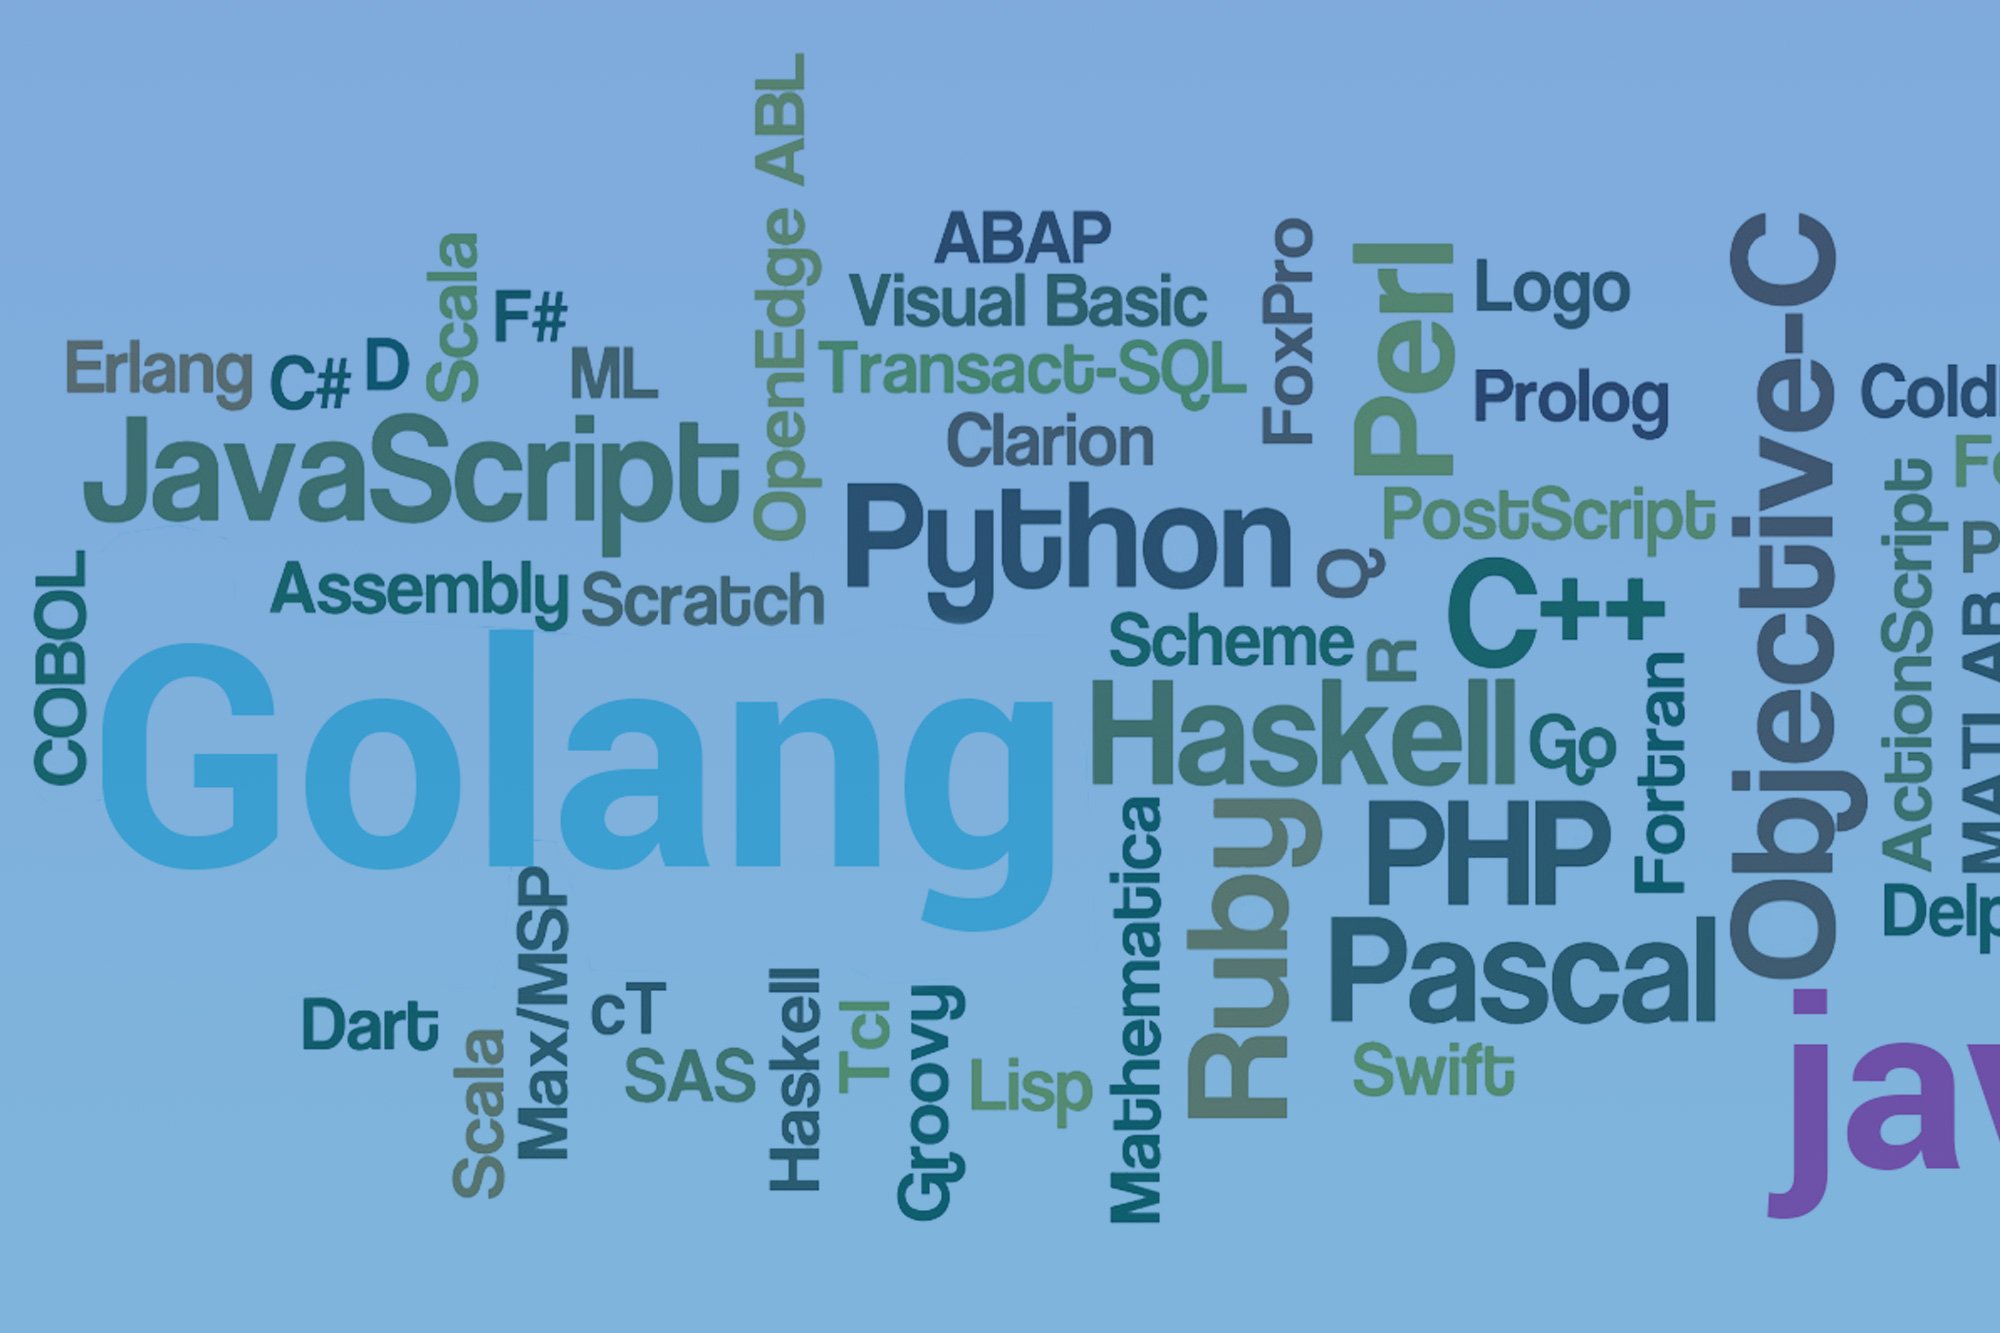 OpenEdge ABL
ABAP
Visual Basic
Transact-SQL
Clarion
FoxPro
Perl
Logo
Prolog
Objective-C
Cold
Scala
F#
Erlang
C#
D
ML
JavaScript
Python
PostScript
Q
C++
ActionScript
MATLAB
COBOL
Assembly
Scratch
Scheme
R
Golang
Haskell
Go
Fortran
Ruby
PHP
Delp
Pascal
Mathematica
Max/MSP
Dart
cT
Scala
SAS
Haskell
Tcl
Groovy
Lisp
Swift
jav